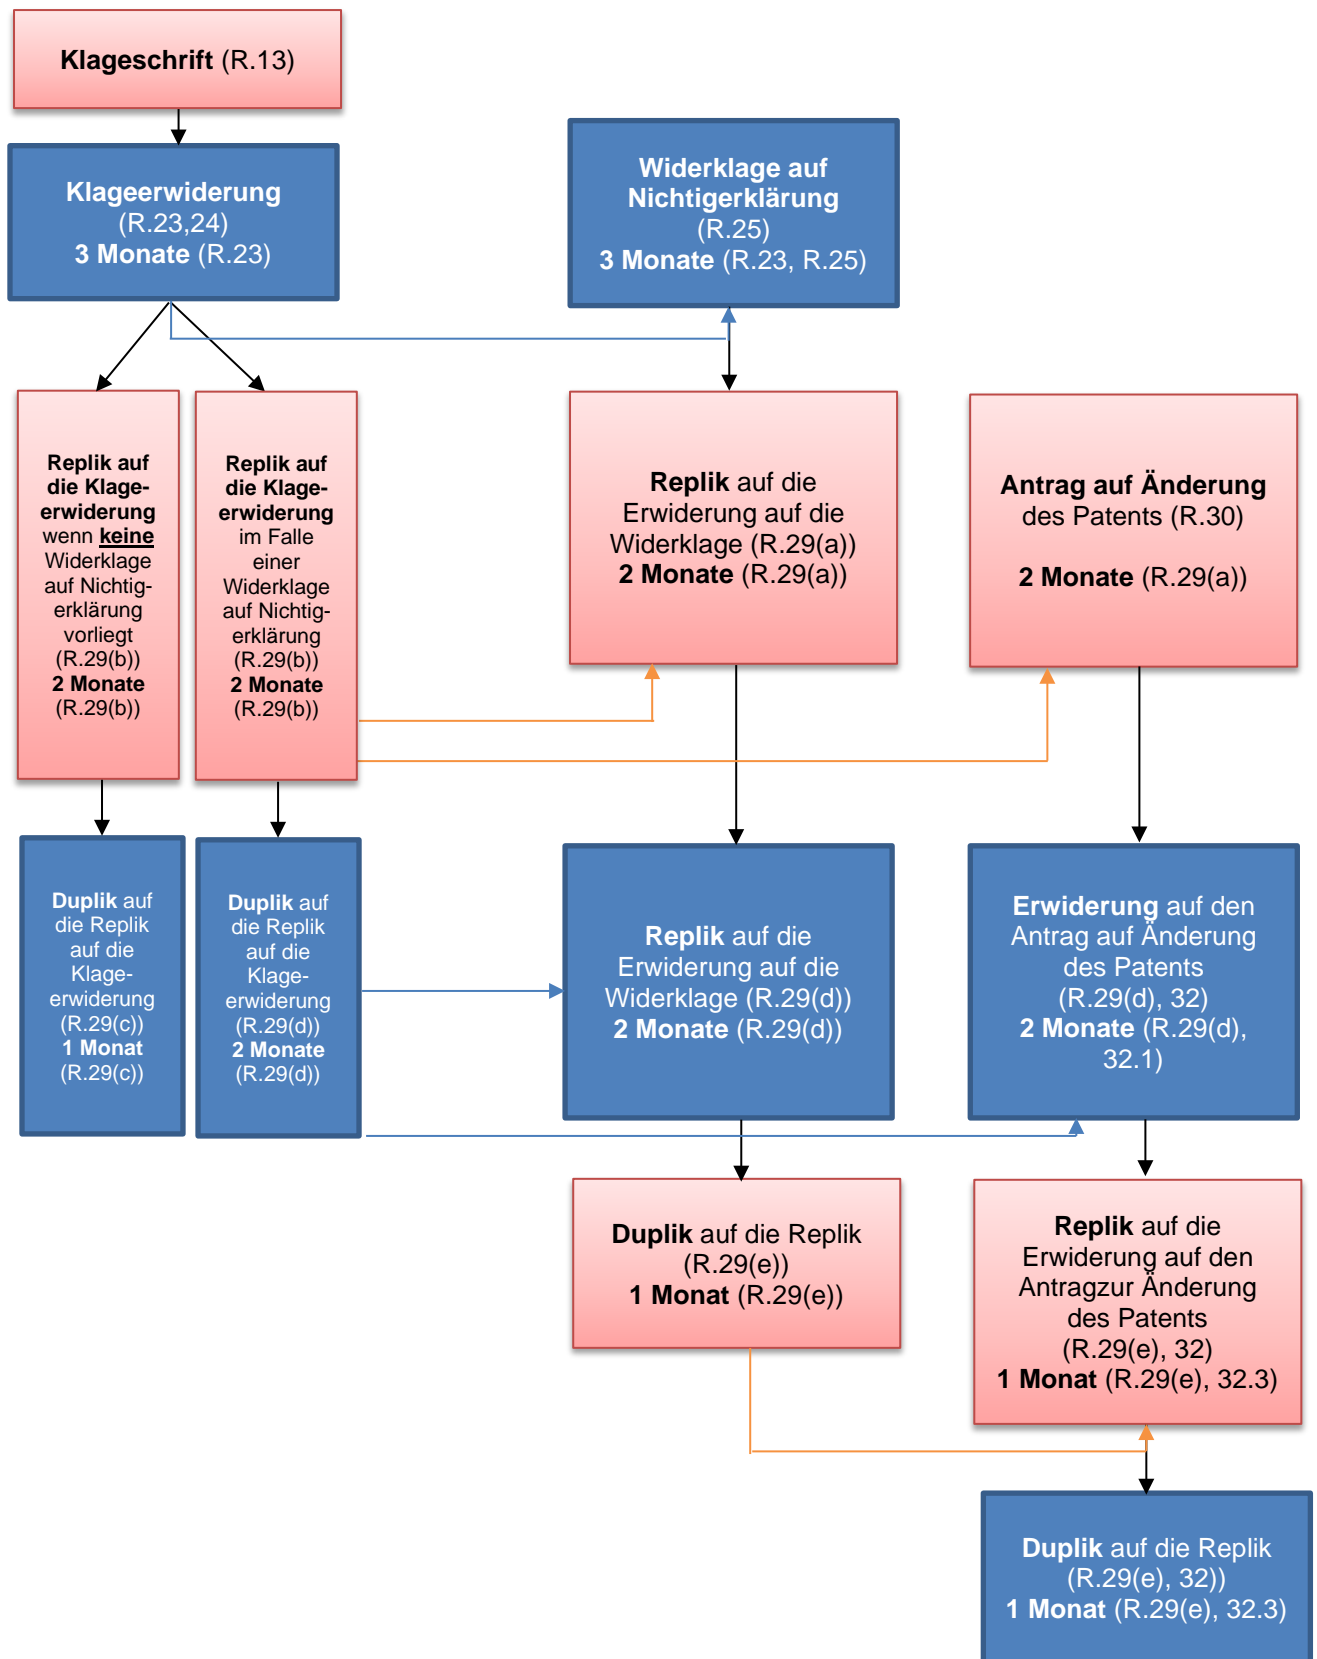 Klageschrift (R.13)
Klageerwiderung
(R.23,24)
3 Monate (R.23)
Widerklage auf
Nichtigerklärung
(R.25)
3 Monate (R.23, R.25)
Replik auf
die Klage-
erwiderung
wenn keine
Widerklage
auf Nichtig-
erklärung
vorliegt
(R.29(b))
2 Monate
(R.29(b))
Replik auf
die Klage-
erwiderung
im Falle
einer
Widerklage
auf Nichtig-
erklärung
(R.29(b))
2 Monate
(R.29(b))
Replik auf die
Erwiderung auf die
Widerklage (R.29(a))
2 Monate (R.29(a))
Antrag auf Änderung
des Patents (R.30)
2 Monate (R.29(a))
Duplik auf
die Replik
auf die
Klage-
erwiderung
(R.29(c))
1 Monat
(R.29(c))
Duplik auf
die Replik
auf die
Klage-
erwiderung
(R.29(d))
2 Monate
(R.29(d))
Replik auf die
Erwiderung auf die
Widerklage (R.29(d))
2 Monate (R.29(d))
Erwiderung auf den
Antrag auf Änderung
des Patents
(R.29(d), 32)
2 Monate (R.29(d),
32.1)
Duplik auf die Replik
(R.29(e))
1 Monat (R.29(e))
Replik auf die
Erwiderung auf den
Antragzur Änderung
des Patents
(R.29(e), 32)
1 Monat (R.29(e), 32.3)
Duplik auf die Replik
(R.29(e), 32))
1 Monat (R.29(e), 32.3)